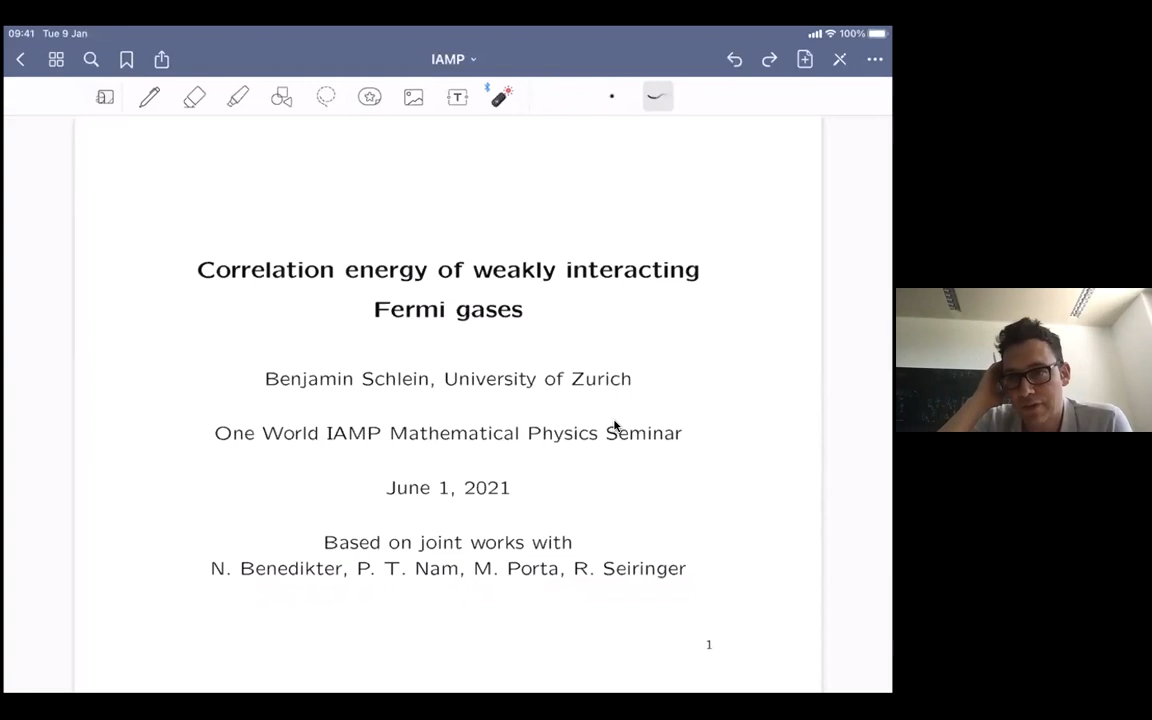 09:41 Tue 9 Jan
100%
IAMP
T
Correlation energy of weakly interacting
Fermi gases
Benjamin Schlein, University of Zurich
One World IAMP Mathematical Physics Seminar
June 1, 2021
Based on joint works with
N. Benedikter, P. T. Nam, M. Porta, R. Seiringer
1